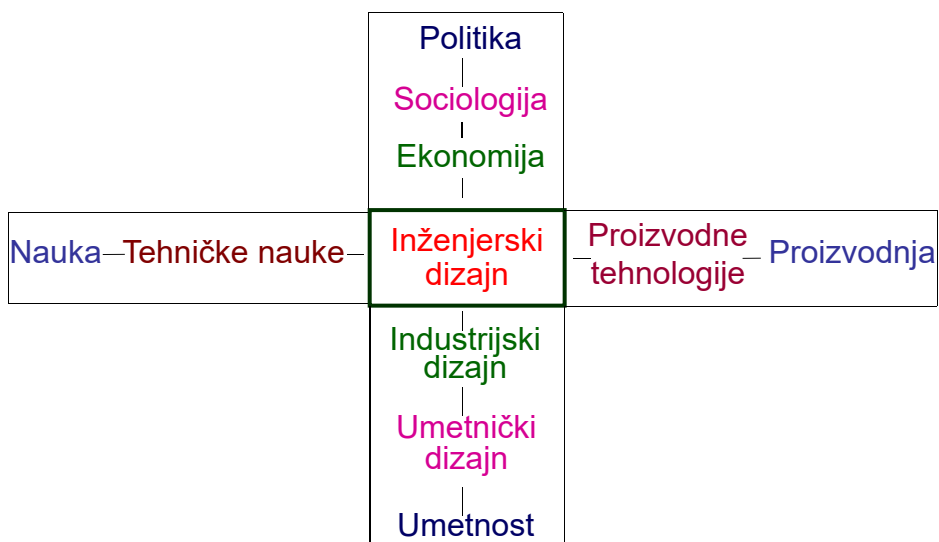 Politika
Sociologija
Ekonomija
Nauka
Tehničke nauke
Inženjerski
dizajn
Proizvodne
tehnologije
Proizvodnja
Industrijski
dizajn
Umetnički
dizajn
Umetnost